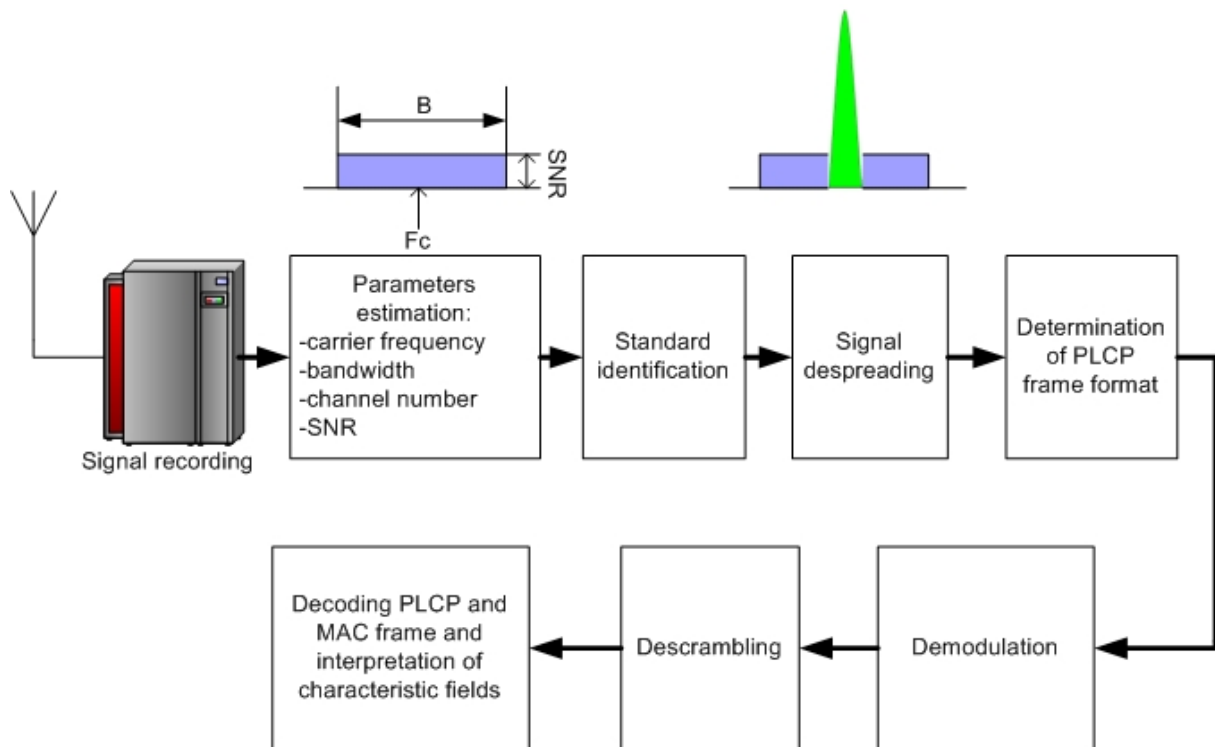 B
SNR
Fc
Signal recording
Parameters
estimation:
-carrier frequency
-bandwidth
-channel number
-SNR
Standard
identification
Signal
despreading
Determination
of PLCP
frame format
Demodulation
Descrambling
Decoding PLCP and
MAC frame and
interpretation of
characteristic fields